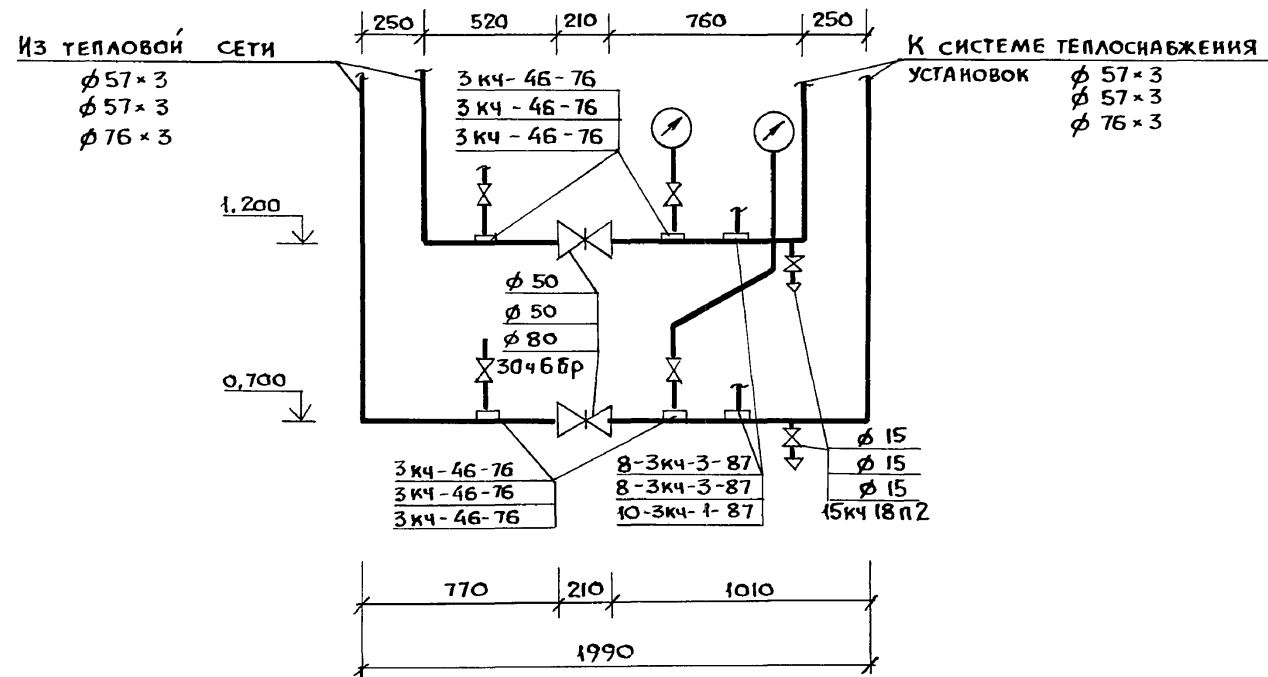 250 520 210 760 250
Из тепловой сети
ϕ 57×3
ϕ 57×3
ϕ 76×3
К системе теплоснабжения
установок ϕ 57×3
ϕ 57×3
ϕ 76×3
3кч-46-76
3кч-46-76
3кч-46-76
1,200
ϕ 50
ϕ 50
ϕ 80
30ч6бр
0,700
3кч-46-76
3кч-46-76
3кч-46-76
8-3кч-3-87
8-3кч-3-87
10-3кч-1-87
ϕ 15
ϕ 15
ϕ 15
15кч18п2
770 210 1010
1990